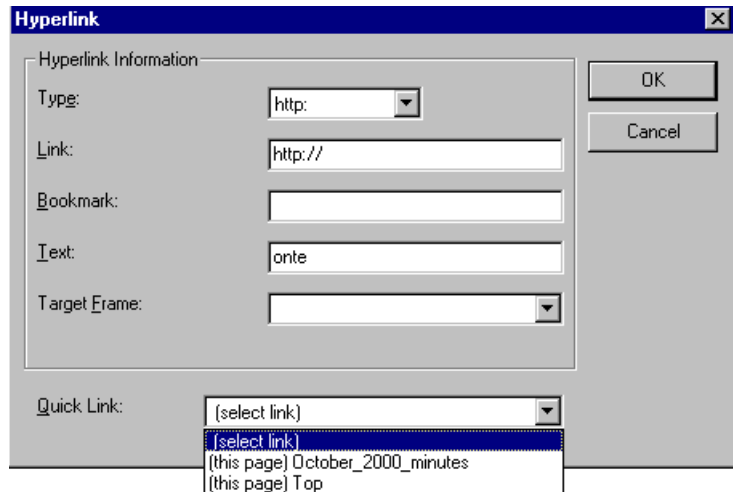 Hyperlink
Hyperlink Information
Type:
http:
OK
Cancel
Link:
http://
Bookmark:
Text:
onte
Target Frame:
Quick Link:
(select link)
(select link)
(this page) October_2000_minutes
(this page) Top